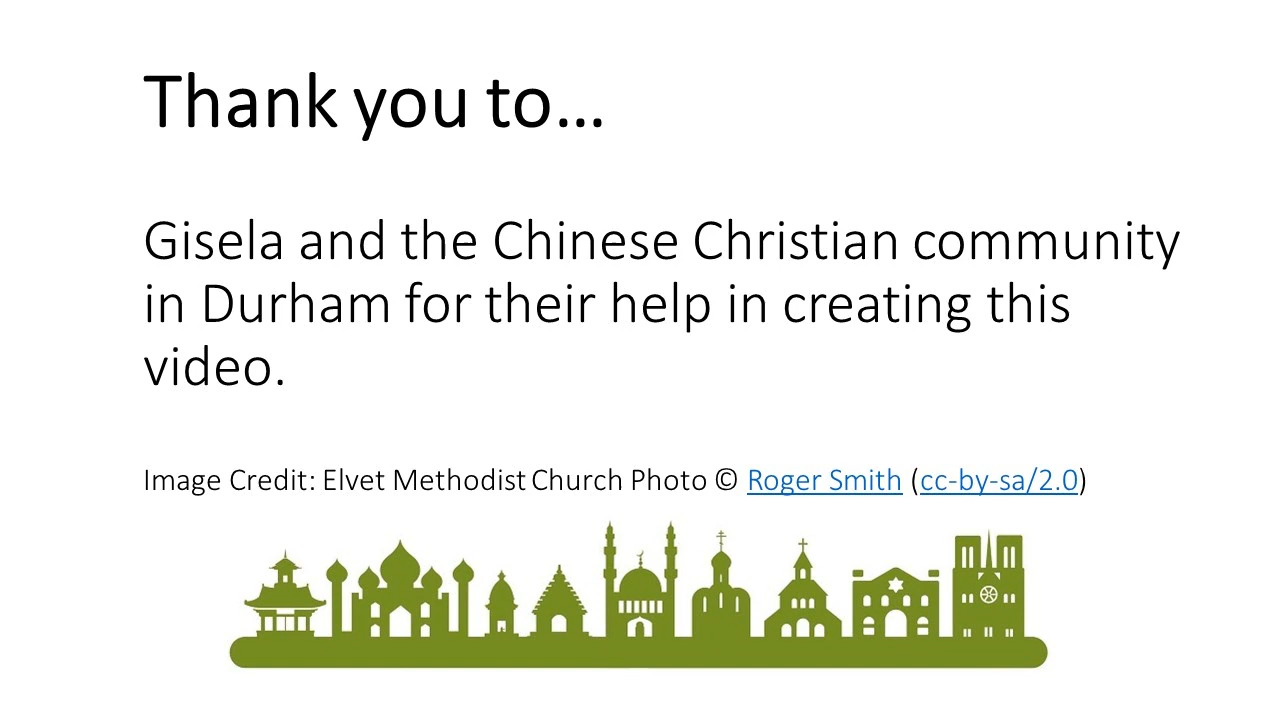 Thank you to…
Gisela and the Chinese Christian community
in Durham for their help in creating this
video.
Image Credit: Elvet Methodist Church Photo © Roger Smith (cc-by-sa/2.0)